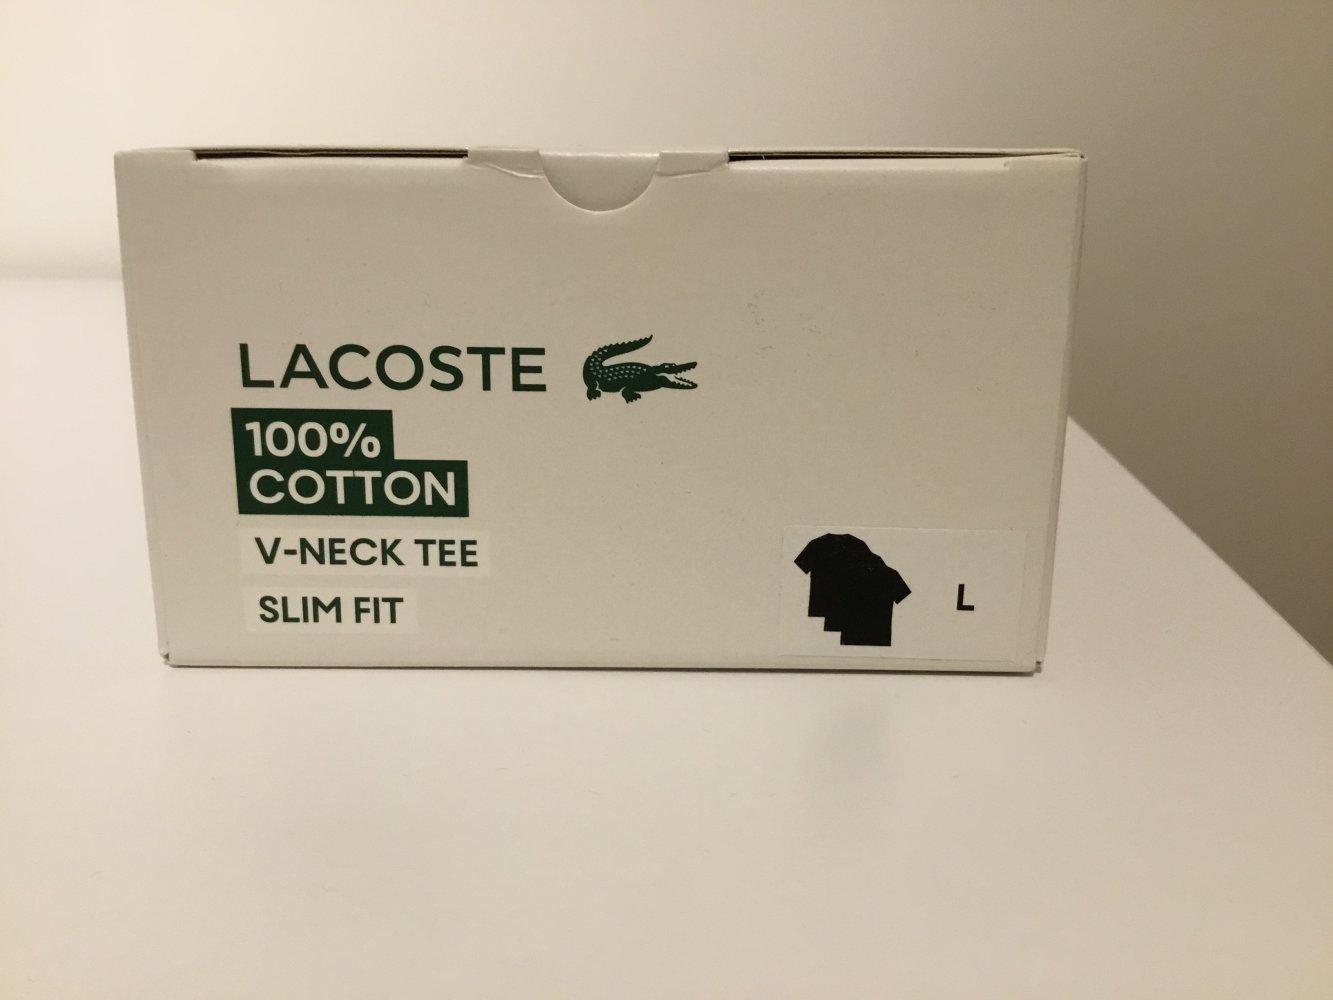 LACOSTE
100%
COTTON
V-NECK TEE
SLIM FIT
L